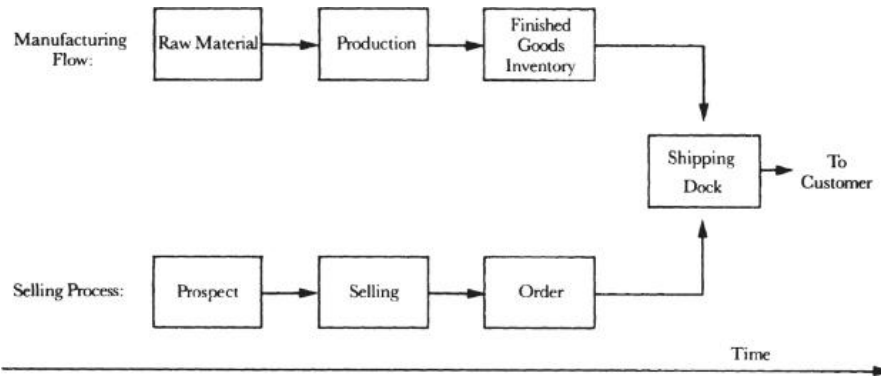 Manufacturing
Flow:
Raw Material
Production
Finished
Goods
Inventory
Shipping
Dock
To
Customer
Selling Process:
Prospect
Selling
Order
Time